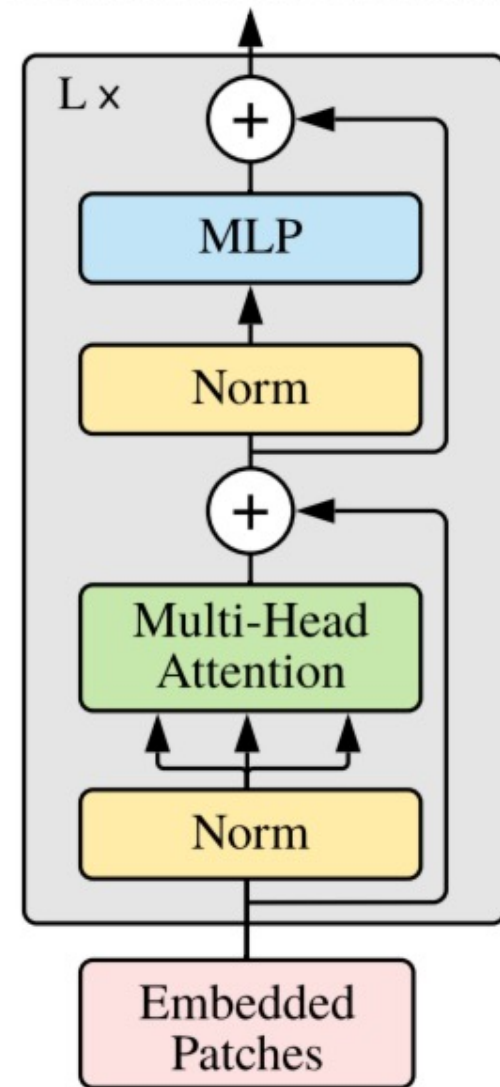 L ×
+
MLP
Norm
+
Multi-Head
Attention
Norm
Embedded
Patches